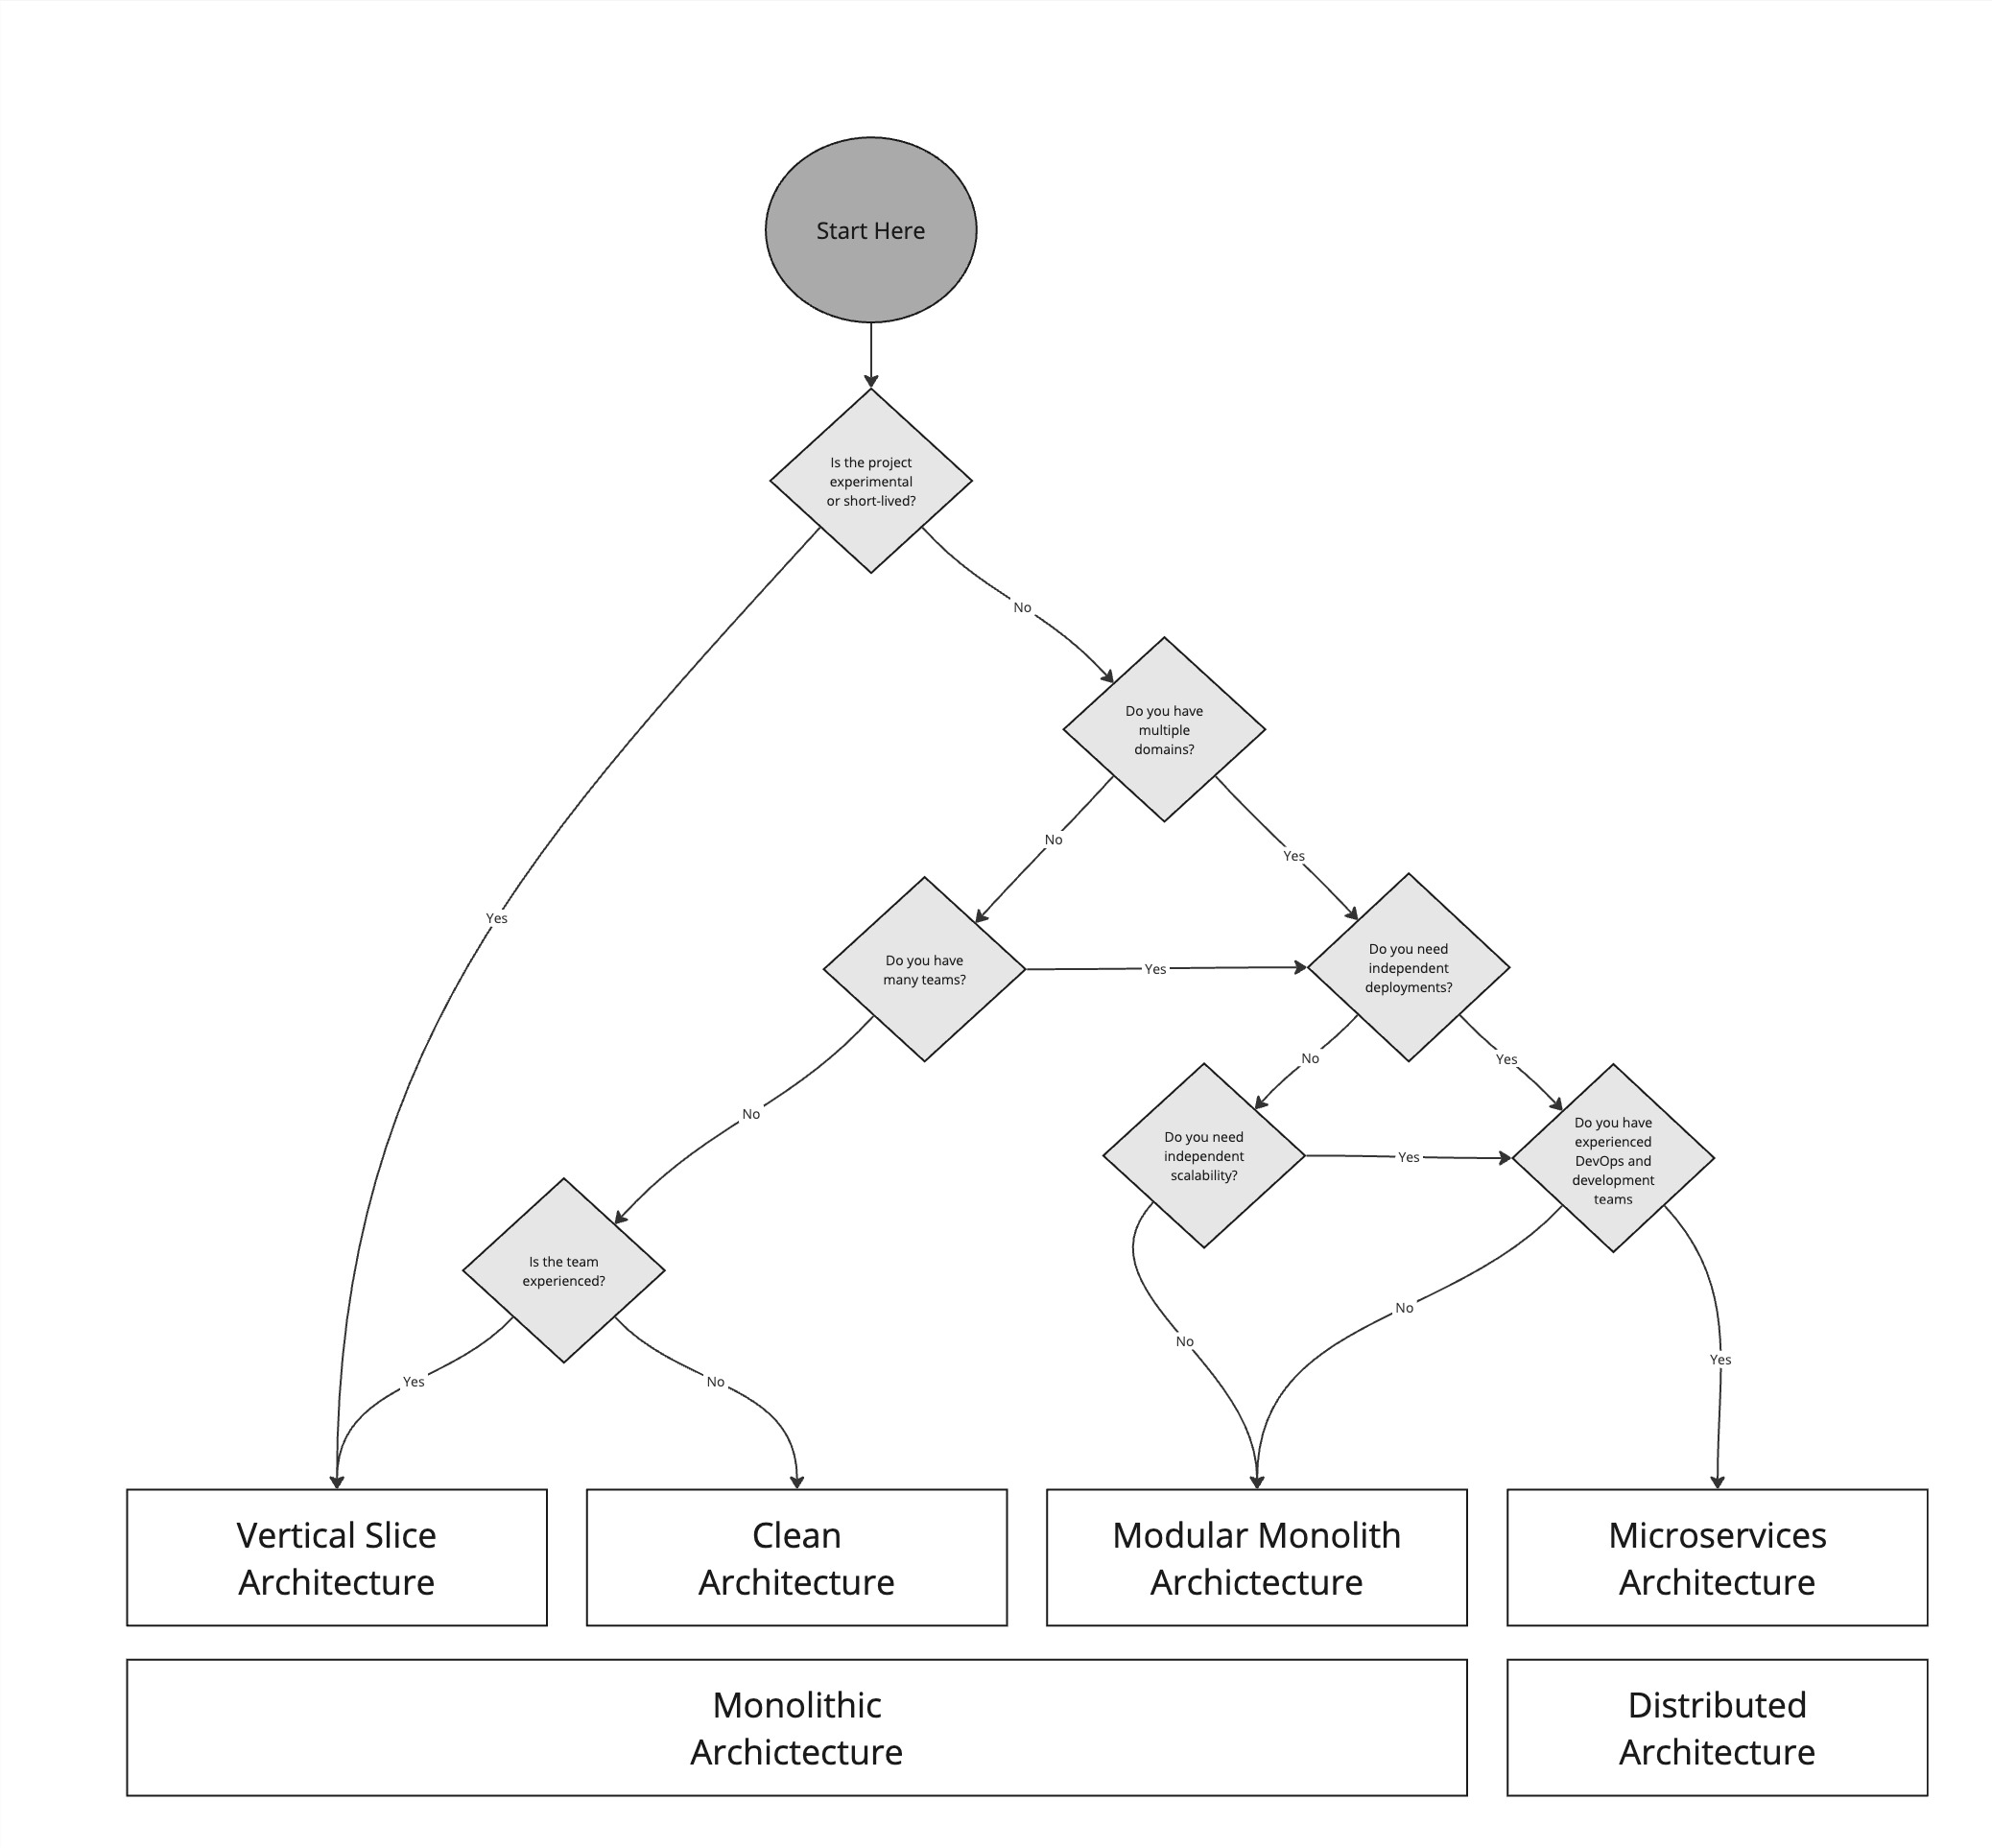 Start Here
Is the project
experimental
or short-lived?
No
Do you have
multiple
domains?
No
Yes
Yes
Do you have
many teams?
Yes
Do you need
independent
deployments?
No
Yes
No
Do you need
independent
scalability?
Yes
Do you have
experienced
DevOps and
development
teams
Is the team
experienced?
No
No
Yes
Yes
No
Vertical Slice
Architecture
Clean
Architecture
Modular Monolith
Archictecture
Microservices
Architecture
Monolithic
Archictecture
Distributed
Architecture